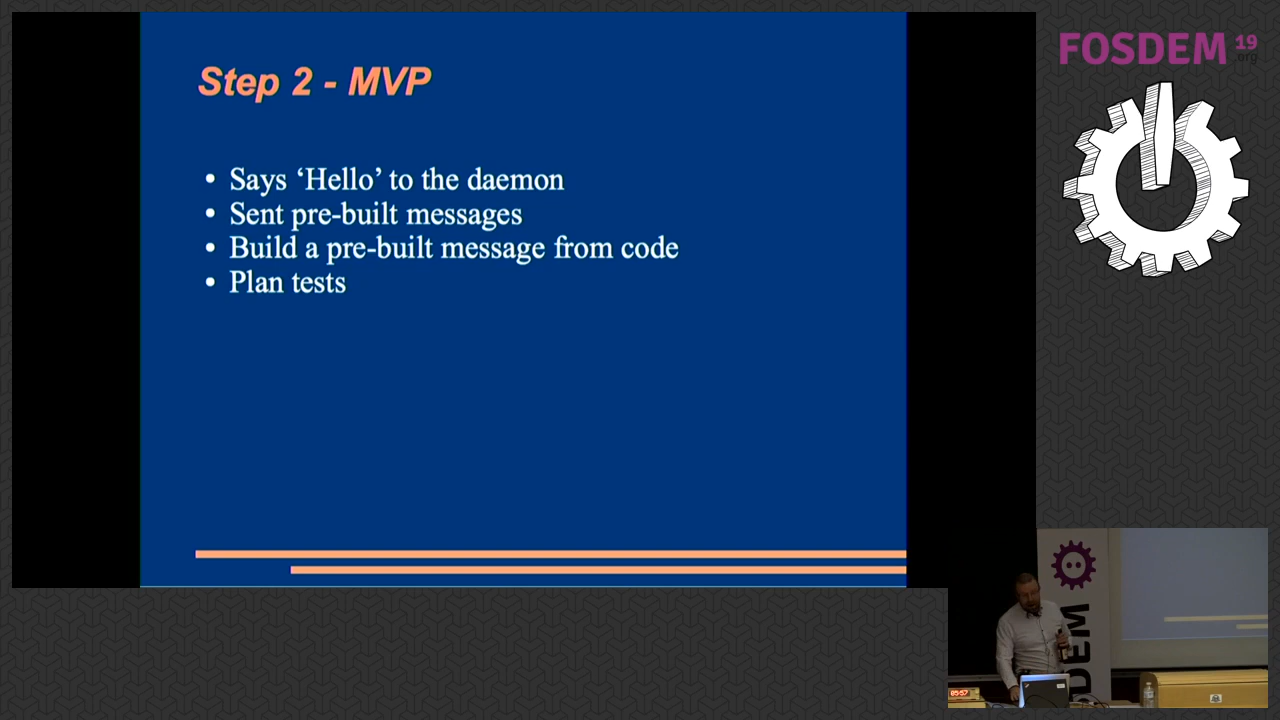 Step 2 - MVP
• Says ‘Hello’ to the daemon
• Sent pre-built messages
• Build a pre-built message from code
• Plan tests
FOSDEM 19
.org
DEM